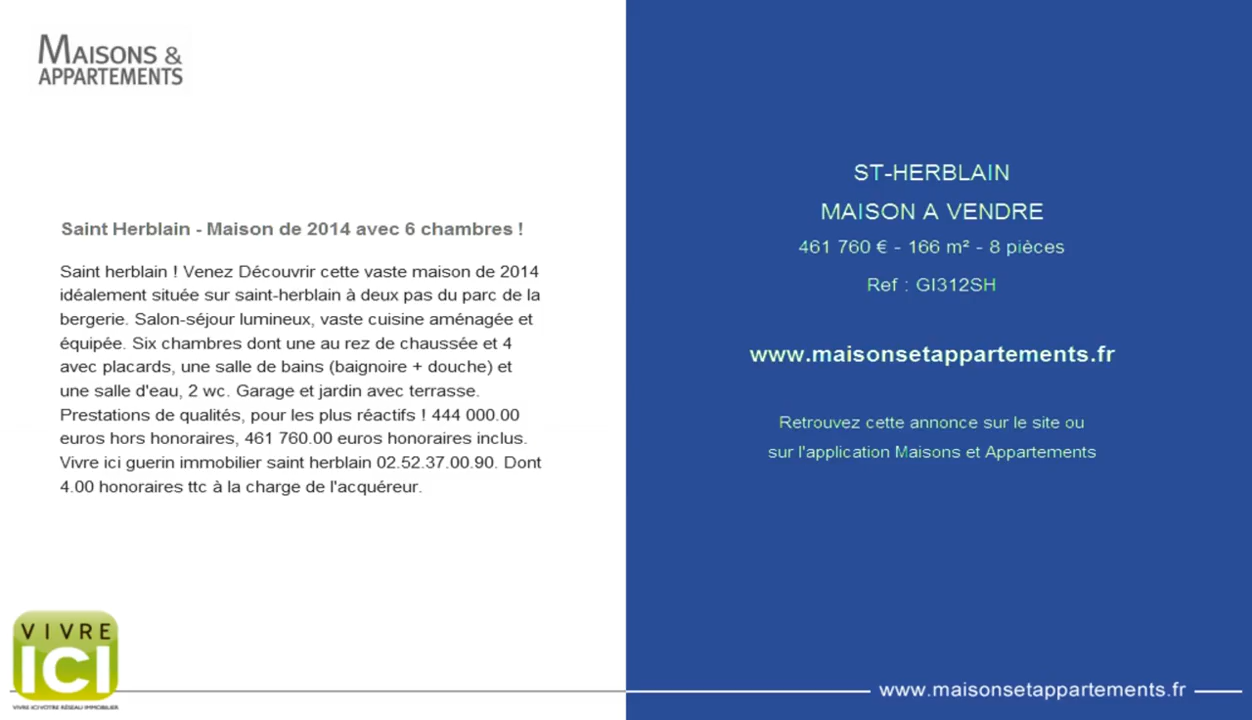 MAISONS &
APPARTEMENTS
Saint Herblain - Maison de 2014 avec 6 chambres !
Saint herblain ! Venez Découvrir cette vaste maison de 2014
idéalement située sur saint-herblain à deux pas du parc de la
bergerie. Salon-séjour lumineux, vaste cuisine aménagée et
équipée. Six chambres dont une au rez de chaussée et 4
avec placards, une salle de bains (baignoire + douche) et
une salle d'eau, 2 wc. Garage et jardin avec terrasse.
Prestations de qualités, pour les plus réactifs ! 444 000.00
euros hors honoraires, 461 760.00 euros honoraires inclus.
Vivre ici guerin immobilier saint herblain 02.52.37.00.90. Dont
4.00 honoraires ttc à la charge de l'acquéreur.
VIVRE
ICI
VIVRE ICI VOTRE RÉSEAU IMMOBILIER
ST-HERBLAIN
MAISON A VENDRE
461 760 € - 166 m² - 8 pièces
Ref : GI312SH
www.maisonsetappartements.fr
Retrouvez cette annonce sur le site ou
sur l'application Maisons et Appartements
www.maisonsetappartements.fr